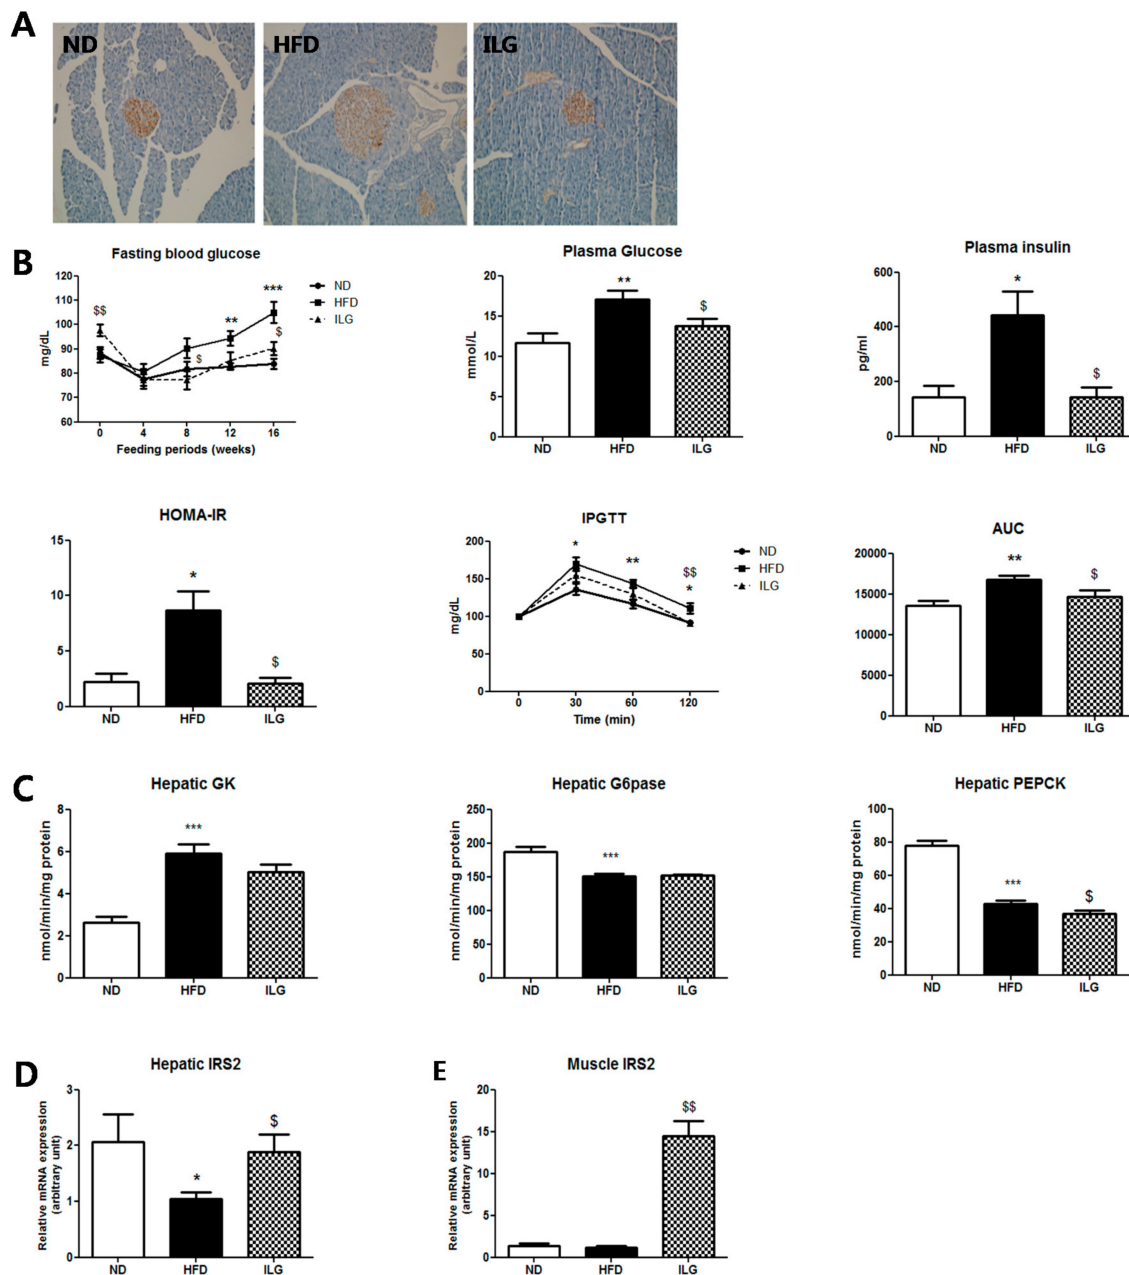 A
ND
HFD
ILG
B
Fasting blood glucose
mg/dL
120
110
100
90
80
70
60
0
4
8
12
16
Feeding periods (weeks)
$$
$
**
***
$
ND
HFD
ILG
Plasma Glucose
mmol/L
20
15
10
5
0
**
$
ND
HFD
ILG
Plasma insulin
pg/ml
600
400
200
0
*
$
ND
HFD
ILG
HOMA-IR
15
10
5
0
*
$
ND
HFD
ILG
IPGTT
mg/dL
200
150
100
50
0
*
**
$$
*
0
30
60
120
Time (min)
ND
HFD
ILG
AUC
20000
15000
10000
5000
0
**
$
ND
HFD
ILG
C
Hepatic GK
nmol/min/mg protein
8
6
4
2
0
***
ND
HFD
ILG
Hepatic G6pase
nmol/min/mg protein
250
200
150
100
50
0
***
ND
HFD
ILG
Hepatic PEPCK
nmol/min/mg protein
100
80
60
40
20
0
***
$
ND
HFD
ILG
D
Hepatic IRS2
Relative mRNA expression
(arbitrary unit)
3
2
1
0
*
$
ND
HFD
ILG
E
Muscle IRS2
Relative mRNA expression
(arbitrary unit)
20
15
10
5
0
$$
ND
HFD
ILG